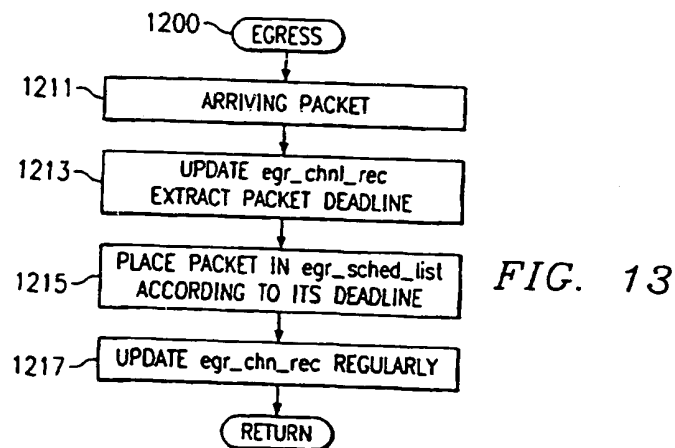 1200 EGRESS
1211 ARRIVING PACKET
1213 UPDATE egr_chnl_rec
EXTRACT PACKET DEADLINE
1215 PLACE PACKET IN egr_sched_list
ACCORDING TO ITS DEADLINE
FIG. 13
1217 UPDATE egr_chn_rec REGULARLY
RETURN